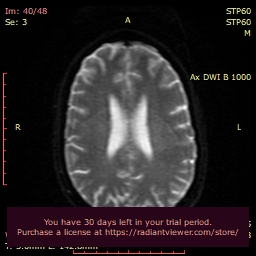 Im: 40/48
Se: 3
A
STP60
STP60
M
Ax DWI B 1000
R
L
You have 30 days left in your trial period.
Purchase a license at https://radiantviewer.com/store/